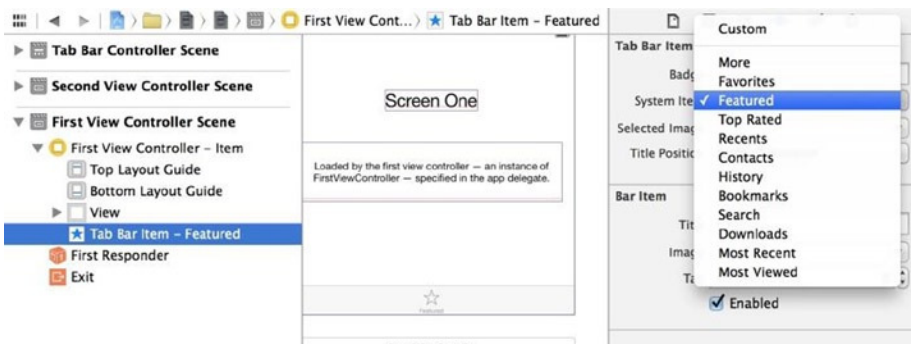 First View Cont... Tab Bar Item – Featured
Tab Bar Controller Scene
Second View Controller Scene
First View Controller Scene
First View Controller – Item
Top Layout Guide
Bottom Layout Guide
View
Tab Bar Item – Featured
First Responder
Exit
Screen One
Loaded by the first view controller — an instance of
FirstViewController — specified in the app delegate.
Featured
Tab Bar Item
Badg
System Ite
Selected Imag
Title Positic
Bar Item
Tit
Imag
Ta
Enabled
Custom
More
Favorites
✓ Featured
Top Rated
Recents
Contacts
History
Bookmarks
Search
Downloads
Most Recent
Most Viewed